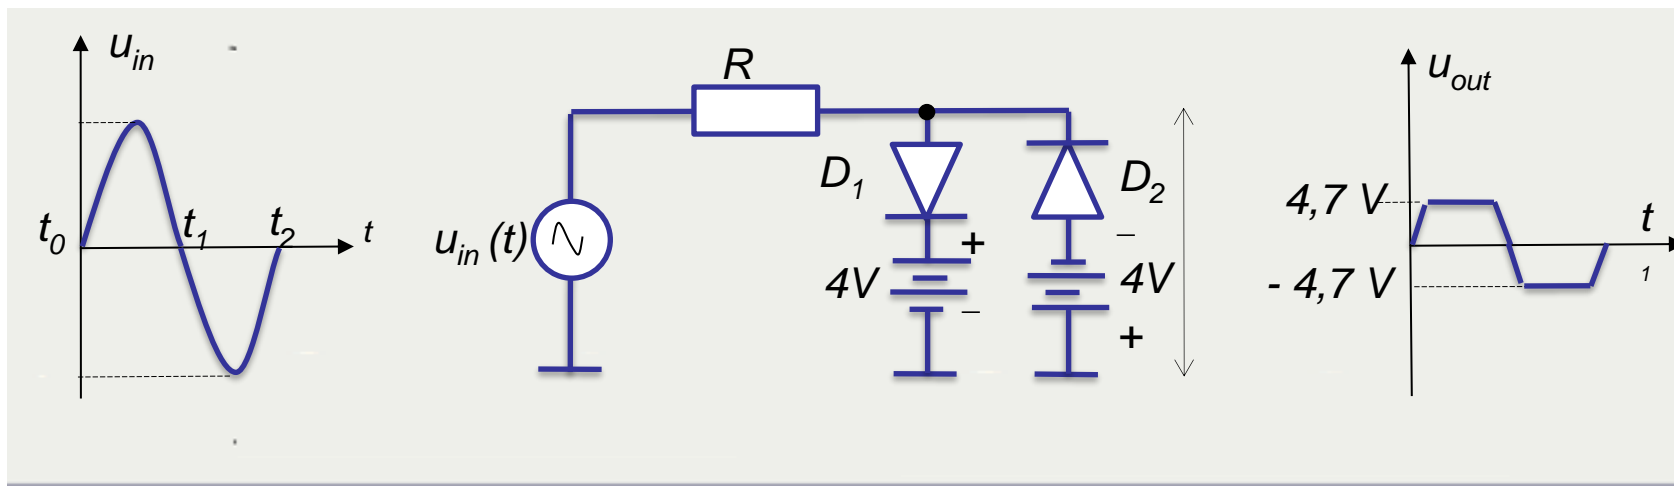 u_in
t_0
t_1
t_2
t
R
u_in (t)
D_1
+
4V
–
D_2
–
4V
+
u_out
4,7 V
t
- 4,7 V
1